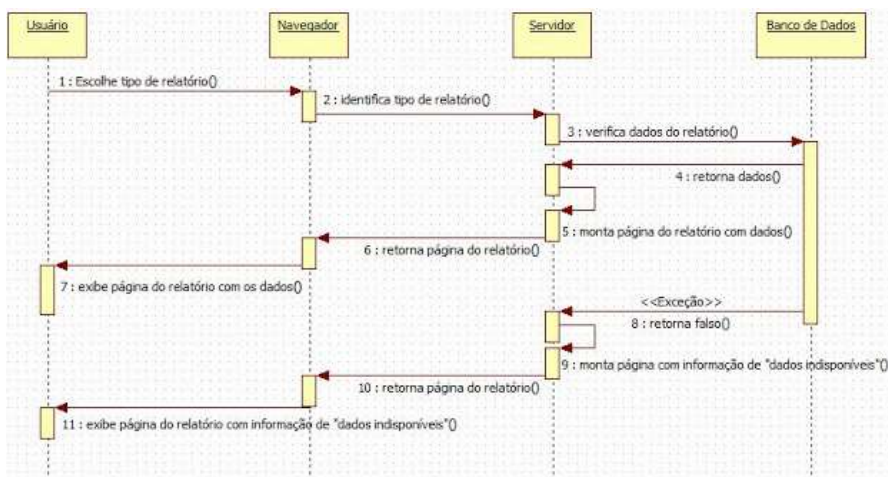 Usuário
Navegador
Servidor
Banco de Dados
1 : Escolhe tipo de relatório()
2 : identifica tipo de relatório()
3 : verifica dados do relatório()
4 : retorna dados()
5 : monta página do relatório com dados()
6 : retorna página do relatório()
7 : exibe página do relatório com os dados()
<<Exceção>>
8 : retorna falso()
9 : monta página com informação de "dados indisponíveis"()
10 : retorna página do relatório()
11 : exibe página do relatório com informação de "dados indisponíveis"()